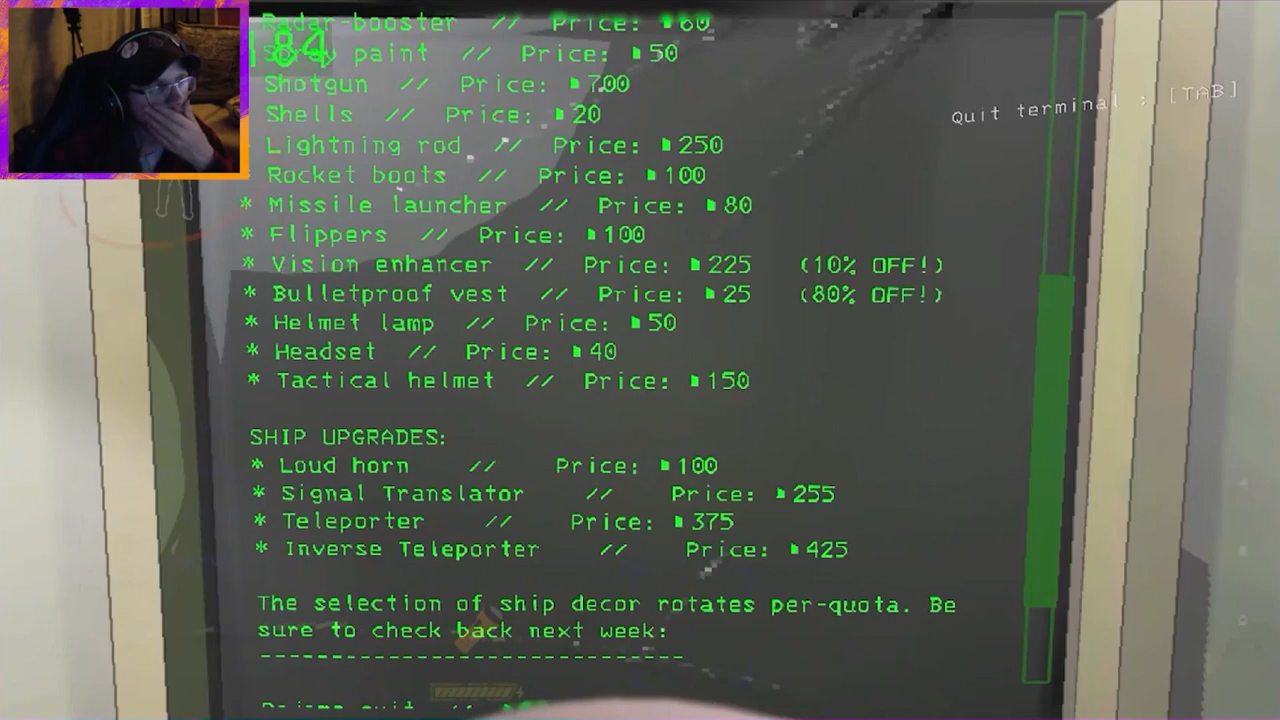 Radar-booster // Price: 60
184
Spray paint // Price: 50
Shotgun // Price: 700
Quit terminal : [TAB]
Shells // Price: 20
Lightning rod // Price: 250
Rocket boots // Price: 100
* Missile launcher // Price: 80
* Flippers // Price: 100
* Vision enhancer // Price: 225 (10% OFF!)
* Bulletproof vest // Price: 25 (80% OFF!)
* Helmet lamp // Price: 50
* Headset // Price: 40
* Tactical helmet // Price: 150
SHIP UPGRADES:
* Loud horn // Price: 100
* Signal Translator // Price: 255
* Teleporter // Price: 375
* Inverse Teleporter // Price: 425
The selection of ship decor rotates per-quota. Be
sure to check back next week:
------------------------------
Pajama suit //